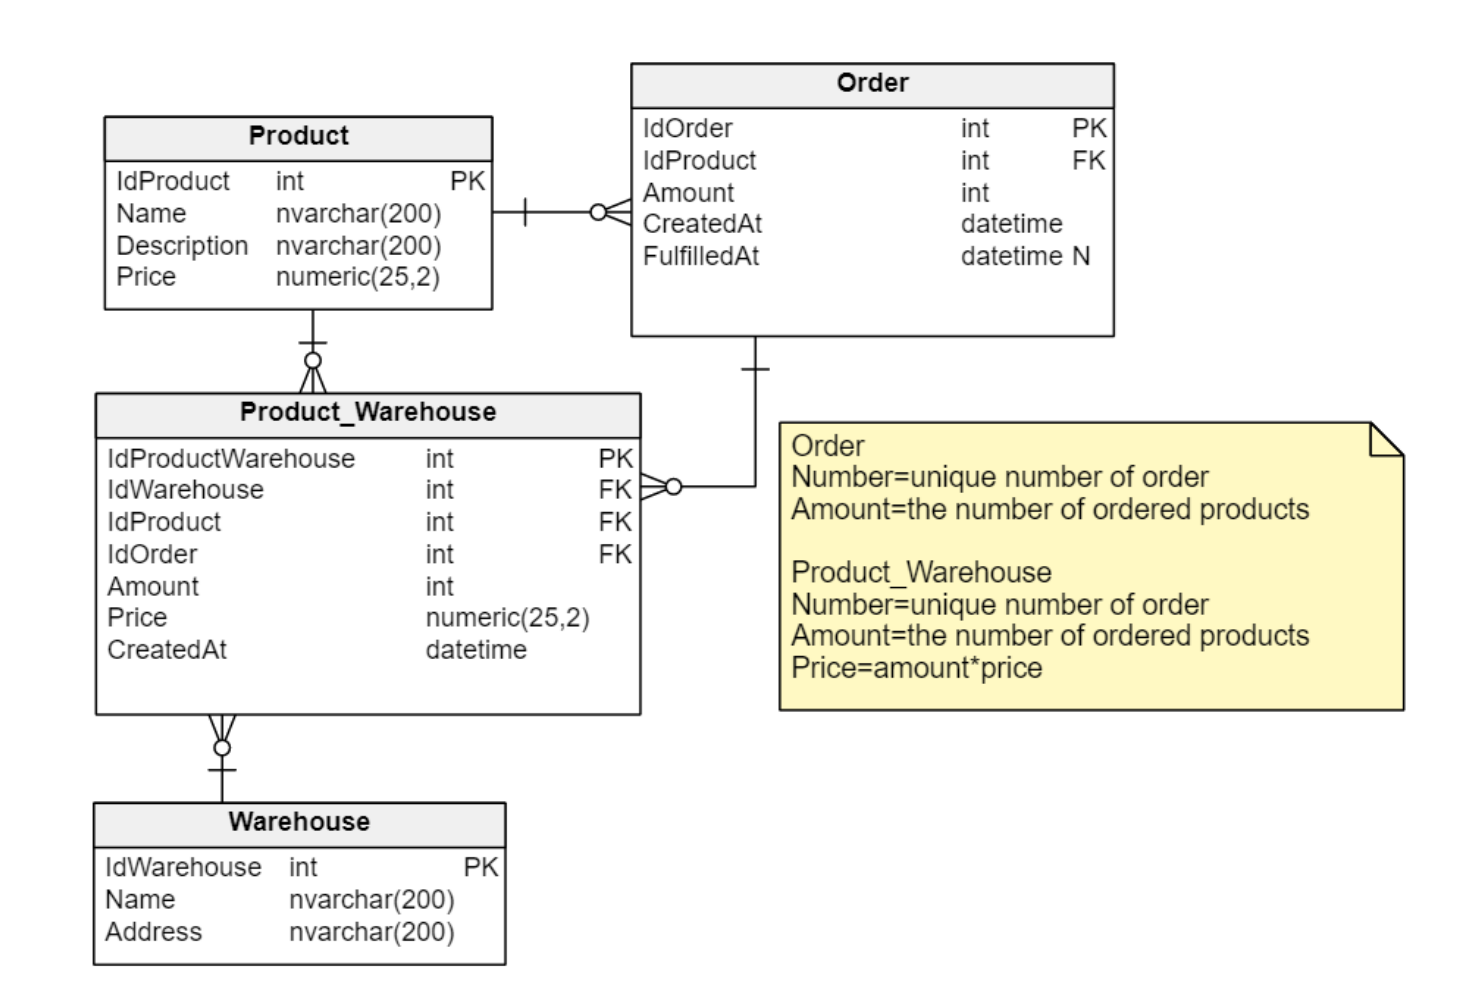 Product
IdProduct int PK
Name nvarchar(200)
Description nvarchar(200)
Price numeric(25,2)
Order
IdOrder int PK
IdProduct int FK
Amount int
CreatedAt datetime
FulfilledAt datetime N
Product_Warehouse
IdProductWarehouse int PK
IdWarehouse int FK
IdProduct int FK
IdOrder int FK
Amount int
Price numeric(25,2)
CreatedAt datetime
Order
Number=unique number of order
Amount=the number of ordered products
Product_Warehouse
Number=unique number of order
Amount=the number of ordered products
Price=amount*price
Warehouse
IdWarehouse int PK
Name nvarchar(200)
Address nvarchar(200)